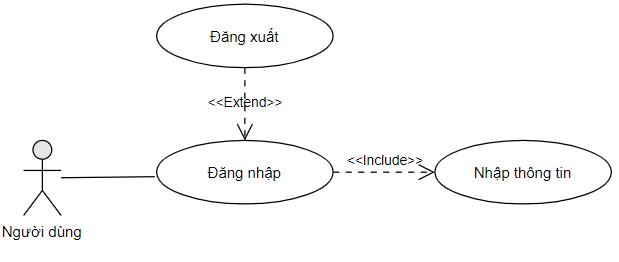 Đăng xuất
<<Extend>>
Đăng nhập
<<Include>>
Nhập thông tin
Người dùng